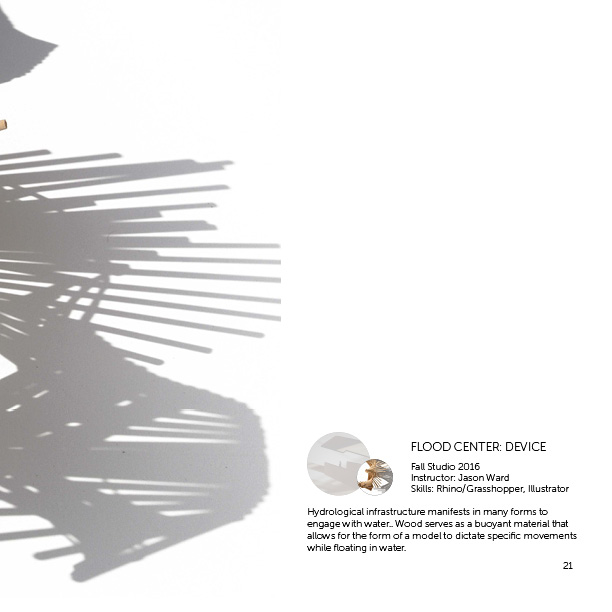 FLOOD CENTER: DEVICE
Fall Studio 2016
Instructor: Jason Ward
Skills: Rhino/Grasshopper, Illustrator
Hydrological infrastructure manifests in many forms to
engage with water.. Wood serves as a buoyant material that
allows for the form of a model to dictate specific movements
while floating in water.
21